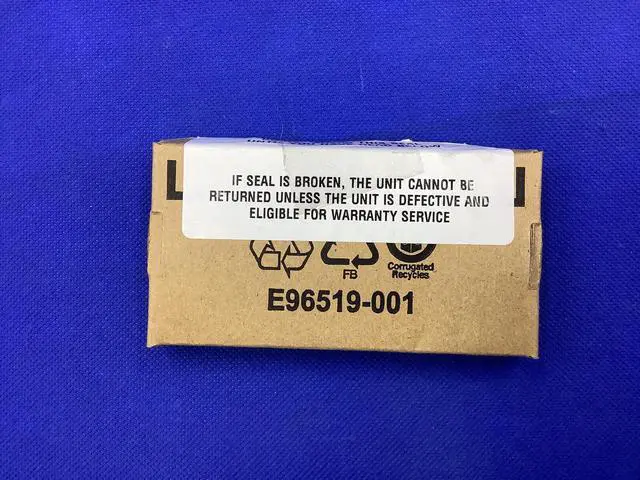 IF SEAL IS BROKEN, THE UNIT CANNOT BE
RETURNED UNLESS THE UNIT IS DEFECTIVE AND
ELIGIBLE FOR WARRANTY SERVICE
FB
Corrugated
Recycles
E96519-001